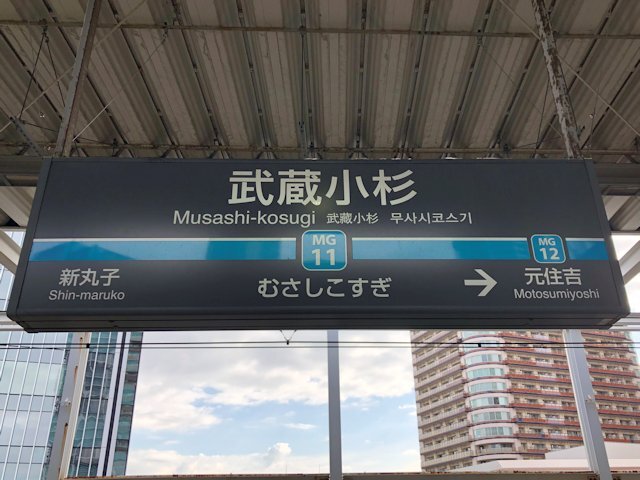 武蔵小杉
Musashi-kosugi 武藏小杉 무사시코스기
MG
11
MG
12
新丸子
Shin-maruko
むさしこすぎ
→
元住吉
Motosumiyoshi